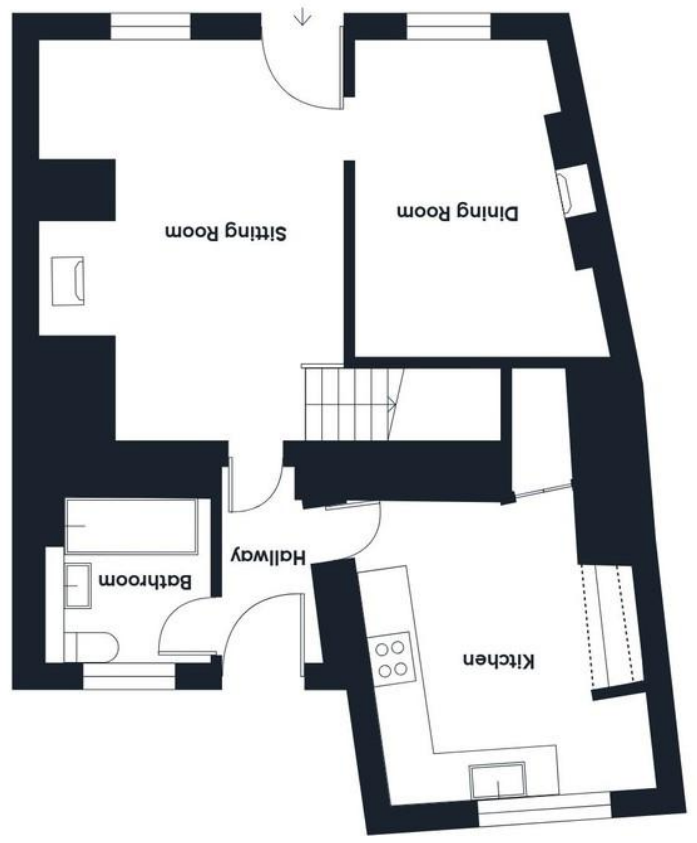 Kitchen
Hallway
Bathroom
Dining Room
Sitting Room